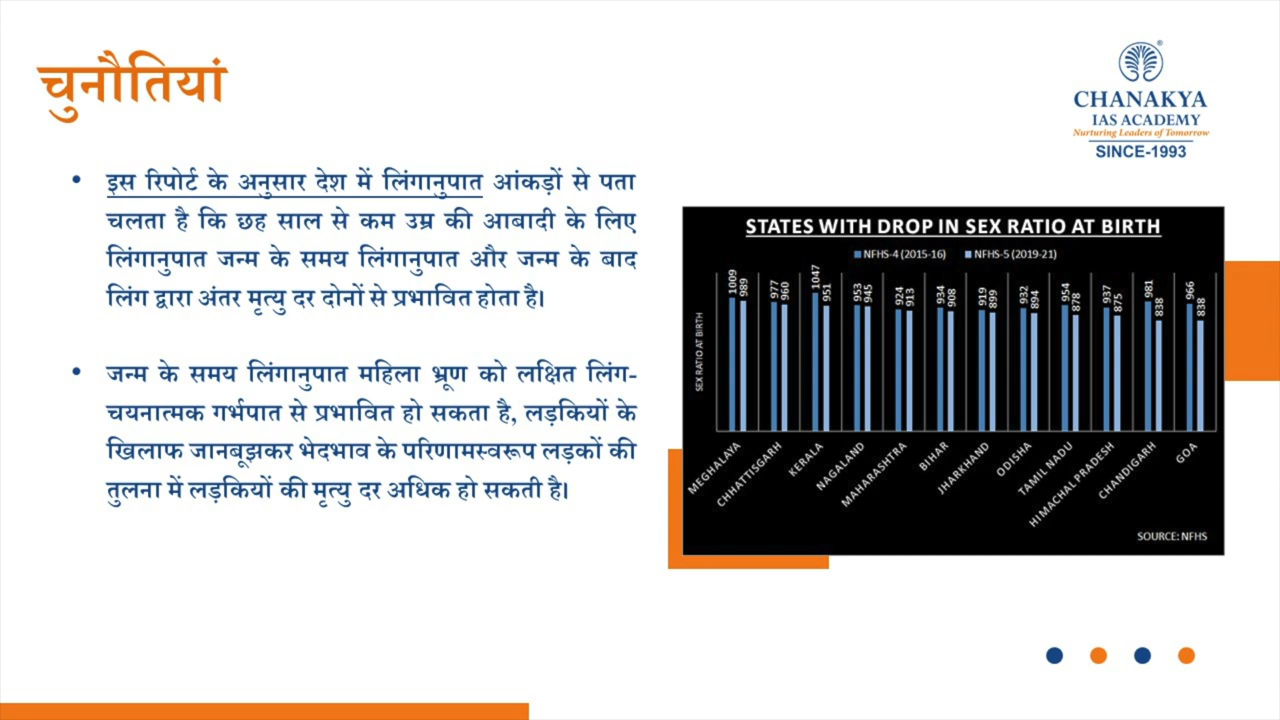 चुनौतियां
CHANAKYA
IAS ACADEMY
Nurturing Leaders of Tomorrow
SINCE-1993
• इस रिपोर्ट के अनुसार देश में लिंगानुपात आंकड़ों से पता
चलता है कि छह साल से कम उम्र की आबादी के लिए
लिंगानुपात जन्म के समय लिंगानुपात और जन्म के बाद
लिंग द्वारा अंतर मृत्यु दर दोनों से प्रभावित होता है।
• जन्म के समय लिंगानुपात महिला भ्रूण को लक्षित लिंग-
चयनात्मक गर्भपात से प्रभावित हो सकता है, लड़कियों के
खिलाफ जानबूझकर भेदभाव के परिणामस्वरूप लड़कों की
तुलना में लड़कियों की मृत्यु दर अधिक हो सकती है।
STATES WITH DROP IN SEX RATIO AT BIRTH
NFHS-4 (2015-16) NFHS-5 (2019-21)
SEX RATIO AT BIRTH
1009 989 977 960 1047 951 953 945 924 913 934 908 919 899 932 894 954 878 937 875 981 838 966 838
MEGHALAYA
CHHATTISGARH
KERALA
NAGALAND
MAHARASHTRA
BIHAR
JHARKHAND
ODISHA
TAMIL NADU
HIMACHAL PRADESH
CHANDIGARH
GOA
SOURCE: NFHS